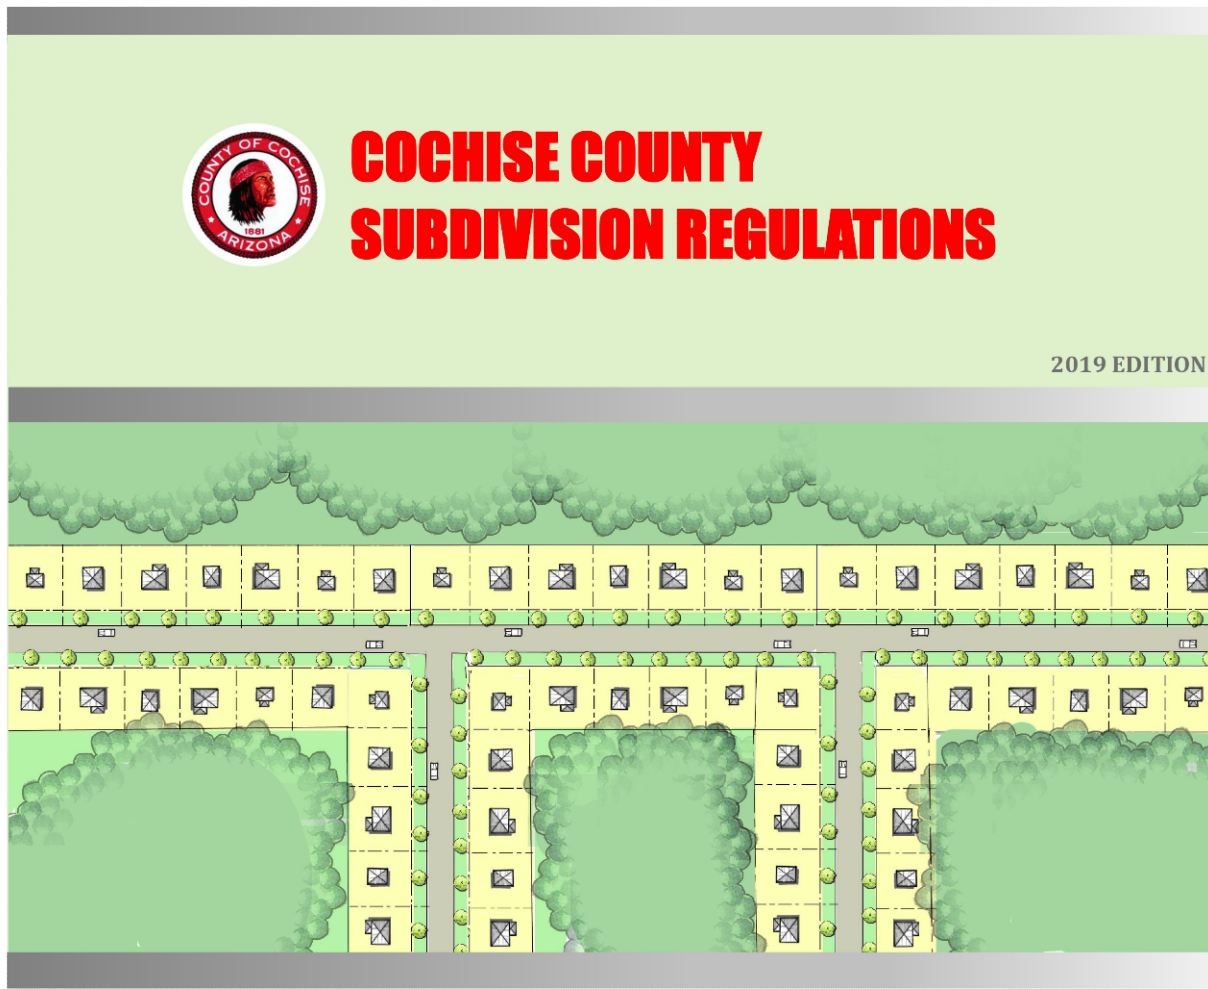 COUNTY OF COCHISE
1881
ARIZONA
COCHISE COUNTY
SUBDIVISION REGULATIONS
2019 EDITION